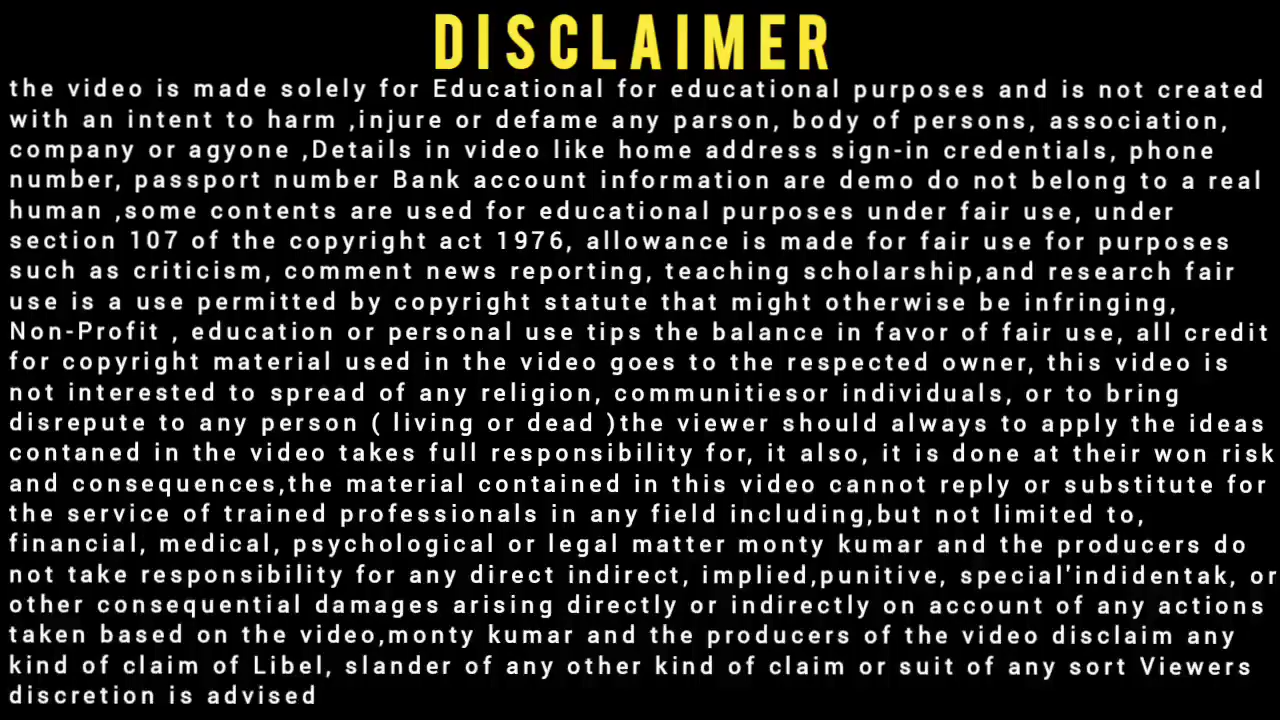 DISCLAIMER
the video is made solely for Educational for educational purposes and is not created
with an intent to harm ,injure or defame any parson, body of persons, association,
company or agyone ,Details in video like home address sign-in credentials, phone
number, passport number Bank account information are demo do not belong to a real
human ,some contents are used for educational purposes under fair use, under
section 107 of the copyright act 1976, allowance is made for fair use for purposes
such as criticism, comment news reporting, teaching scholarship,and research fair
use is a use permitted by copyright statute that might otherwise be infringing,
Non-Profit , education or personal use tips the balance in favor of fair use, all credit
for copyright material used in the video goes to the respected owner, this video is
not interested to spread of any religion, communitiesor individuals, or to bring
disrepute to any person ( living or dead )the viewer should always to apply the ideas
contaned in the video takes full responsibility for, it also, it is done at their won risk
and consequences,the material contained in this video cannot reply or substitute for
the service of trained professionals in any field including,but not limited to,
financial, medical, psychological or legal matter monty kumar and the producers do
not take responsibility for any direct indirect, implied,punitive, special'indidentak, or
other consequential damages arising directly or indirectly on account of any actions
taken based on the video,monty kumar and the producers of the video disclaim any
kind of claim of Libel, slander of any other kind of claim or suit of any sort Viewers
discretion is advised